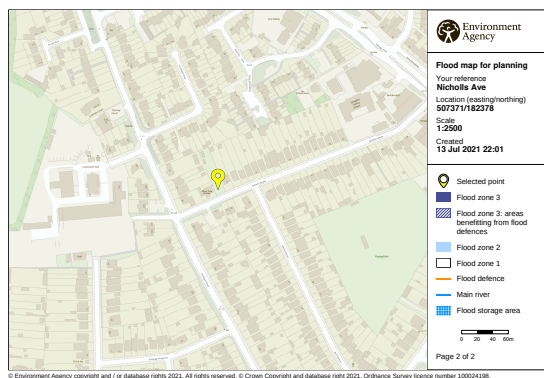 Environment
Agency
Flood map for planning
Your reference
Nicholls Ave
Location (easting/northing)
507371/182378
Scale
1:2500
Created
13 Jul 2021 22:01
Selected point
Flood zone 3
Flood zone 3: areas
benefitting from flood
defences
Flood zone 2
Flood zone 1
Flood defence
Main river
Flood storage area
0 20 40 60m
Page 2 of 2
© Environment Agency copyright and / or database rights 2021. All rights reserved. © Crown Copyright and database right 2021. Ordnance Survey licence number 100024198.